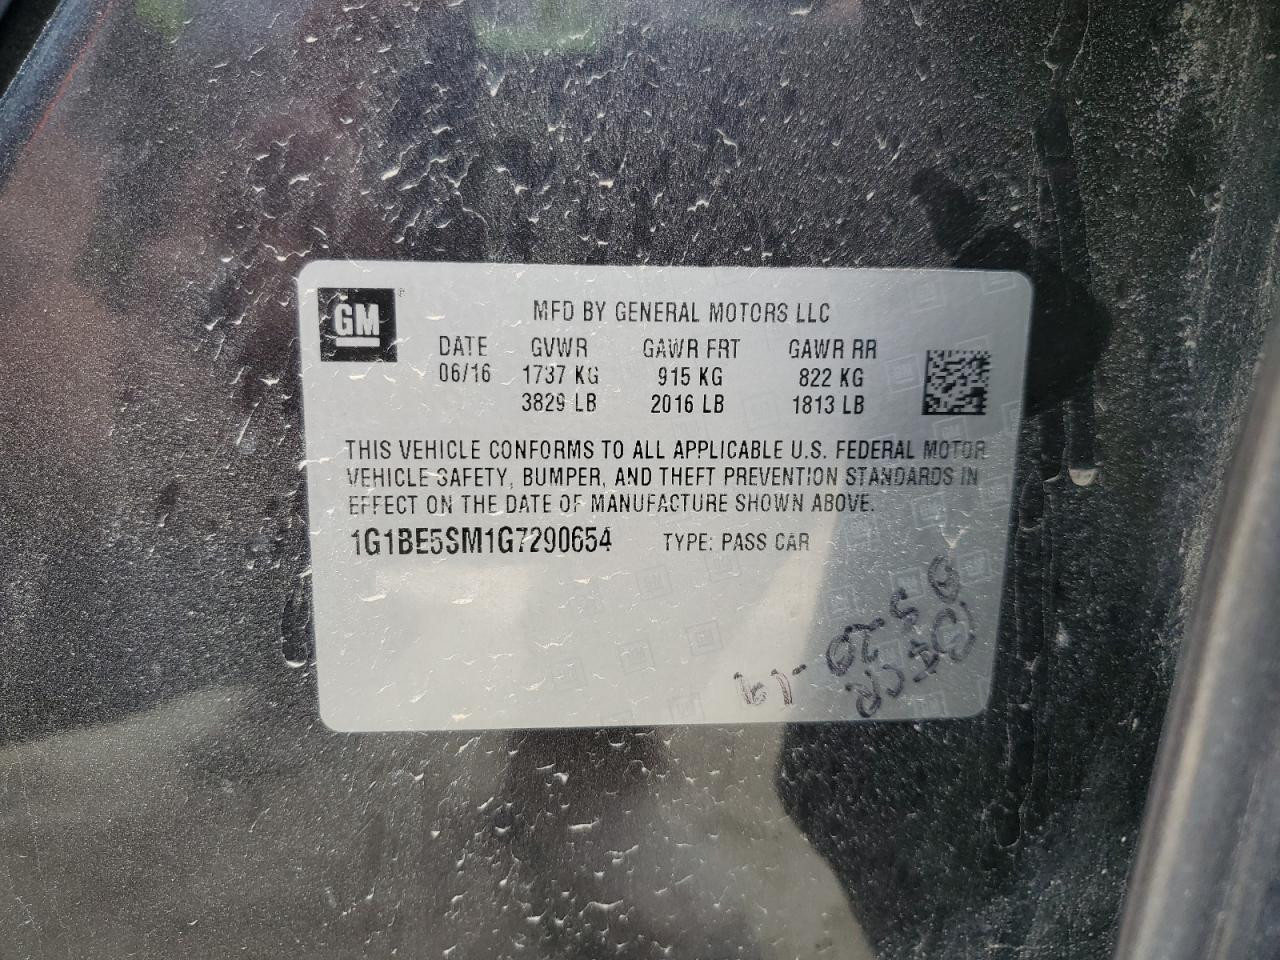 GM
MFD BY GENERAL MOTORS LLC
DATE GVWR GAWR FRT GAWR RR
06/16 1737 KG 915 KG 822 KG
3829 LB 2016 LB 1813 LB
THIS VEHICLE CONFORMS TO ALL APPLICABLE U.S. FEDERAL MOTOR
VEHICLE SAFETY, BUMPER, AND THEFT PREVENTION STANDARDS IN
EFFECT ON THE DATE OF MANUFACTURE SHOWN ABOVE.
1G1BE5SM1G7290654 TYPE: PASS CAR